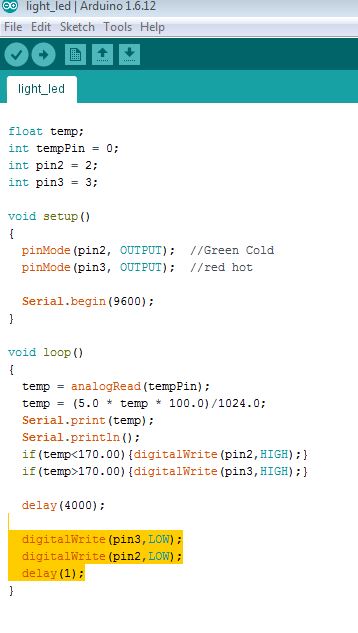 light_led | Arduino 1.6.12
File Edit Sketch Tools Help
light_led
float temp;
int tempPin = 0;
int pin2 = 2;
int pin3 = 3;
void setup()
{
pinMode(pin2, OUTPUT); //Green Cold
pinMode(pin3, OUTPUT); //red hot
Serial.begin(9600);
}
void loop()
{
temp = analogRead(tempPin);
temp = (5.0 * temp * 100.0)/1024.0;
Serial.print(temp);
Serial.println();
if(temp<170.00){digitalWrite(pin2,HIGH);}
if(temp>170.00){digitalWrite(pin3,HIGH);}
delay(4000);
digitalWrite(pin3,LOW);
digitalWrite(pin2,LOW);
delay(1);
}